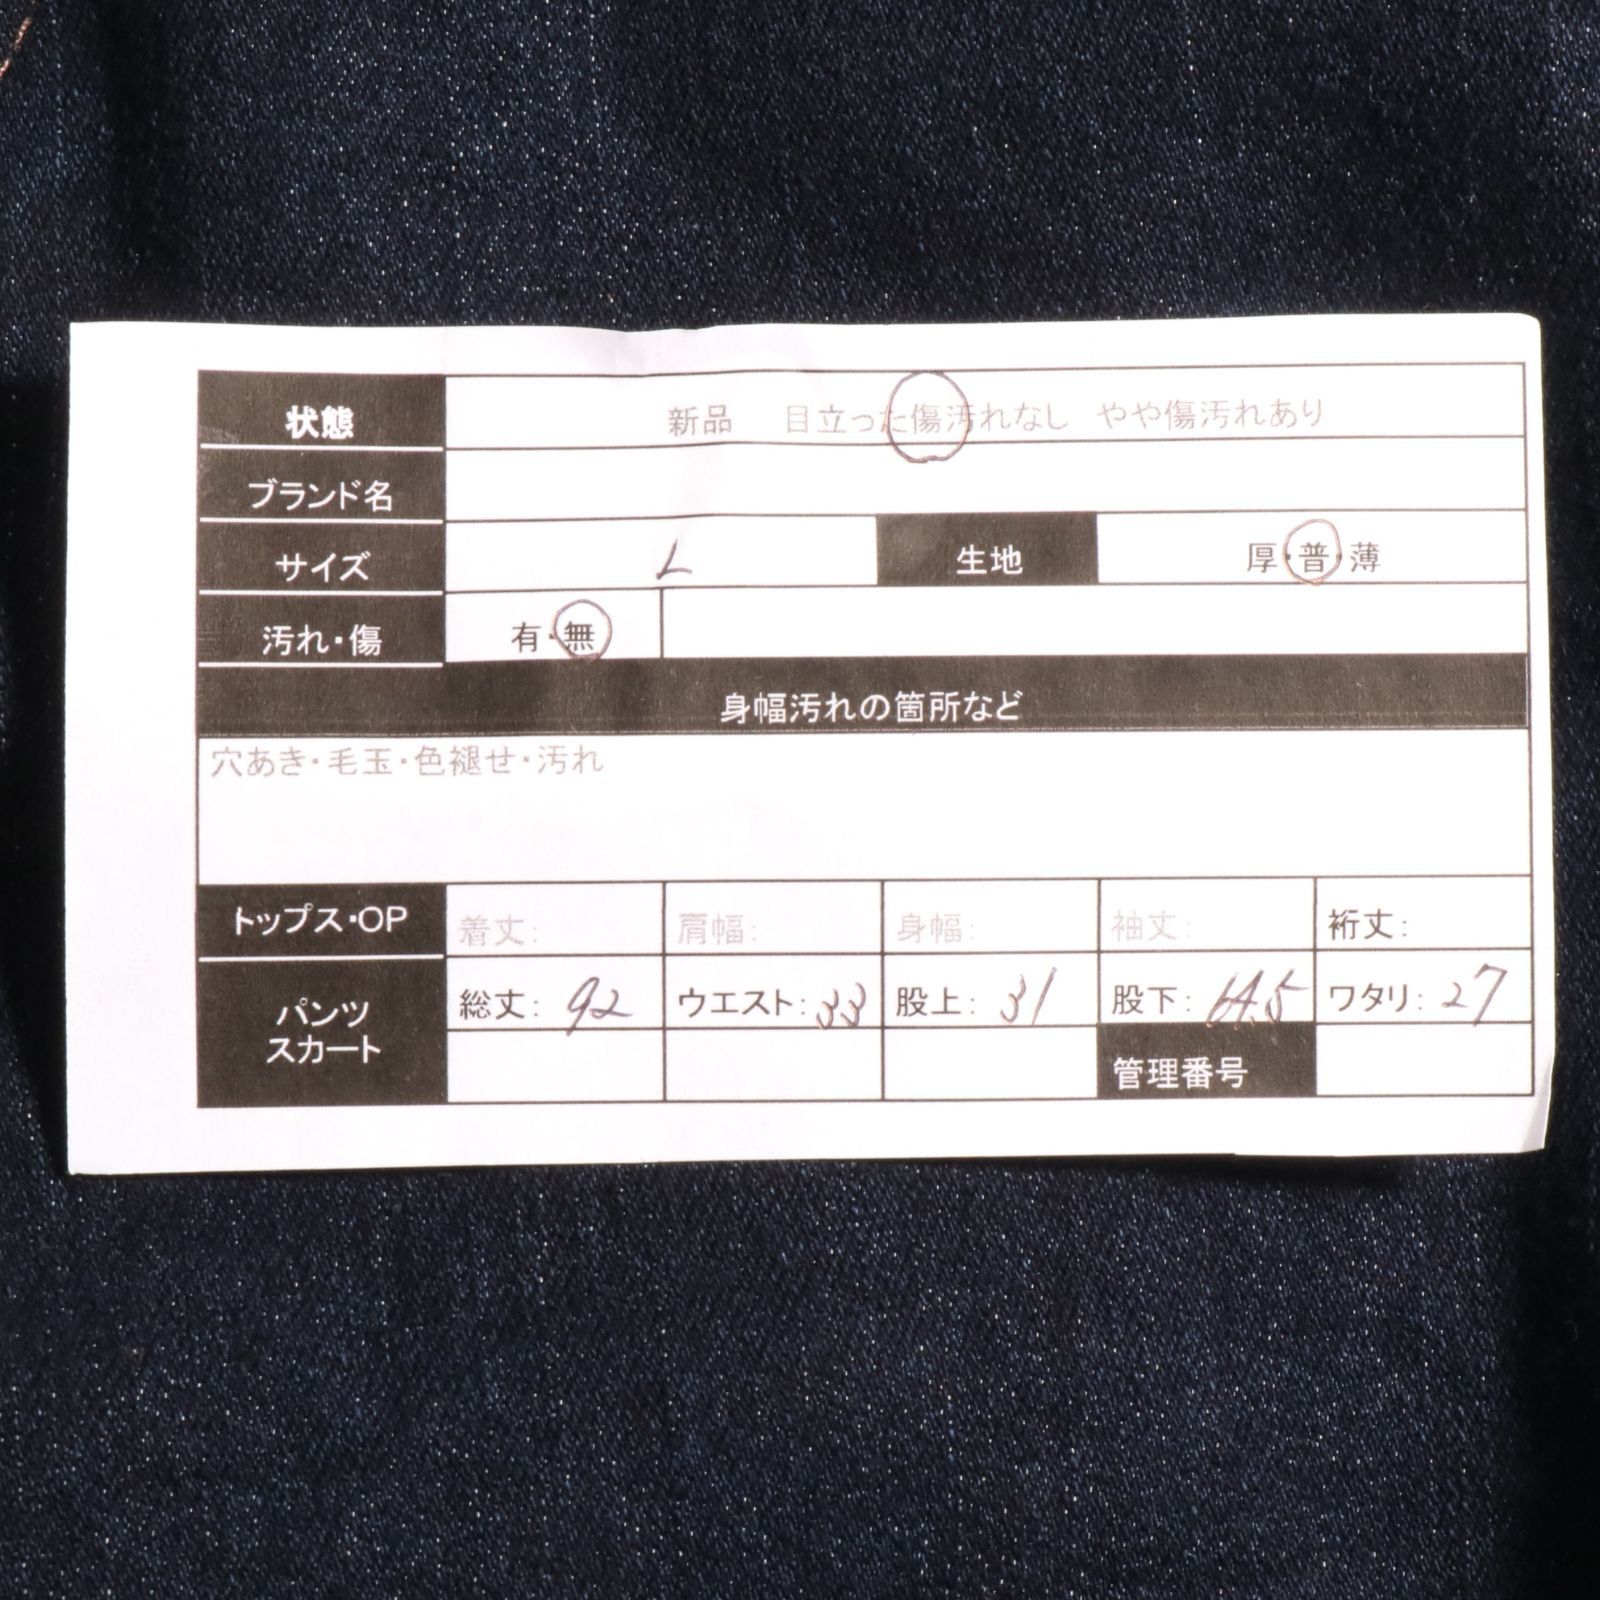 状態 新品 目立った傷汚れなし やや傷汚れあり
ブランド名
サイズ L 生地 厚・普・薄
汚れ・傷 有・無
身幅汚れの箇所など
穴あき・毛玉・色褪せ・汚れ
トップス・OP 着丈: 肩幅: 身幅: 袖丈: 裄丈:
パンツ スカート 総丈: 92 ウエスト: 33 股上: 31 股下: 64.5 ワタリ: 27
管理番号